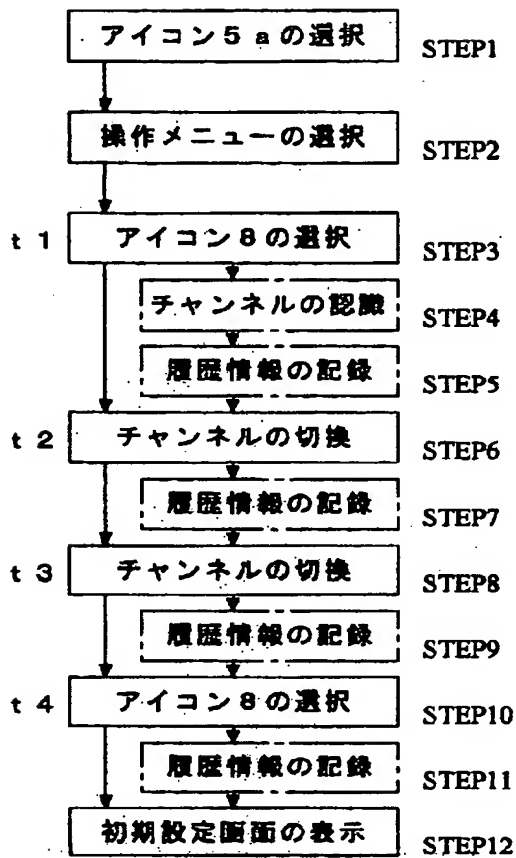 アイコン5aの選択 STEP1
操作メニューの選択 STEP2
t1 アイコン8の選択 STEP3
チャンネルの認識 STEP4
履歴情報の記録 STEP5
t2 チャンネルの切換 STEP6
履歴情報の記録 STEP7
t3 チャンネルの切換 STEP8
履歴情報の記録 STEP9
t4 アイコン8の選択 STEP10
履歴情報の記録 STEP11
初期設定画面の表示 STEP12